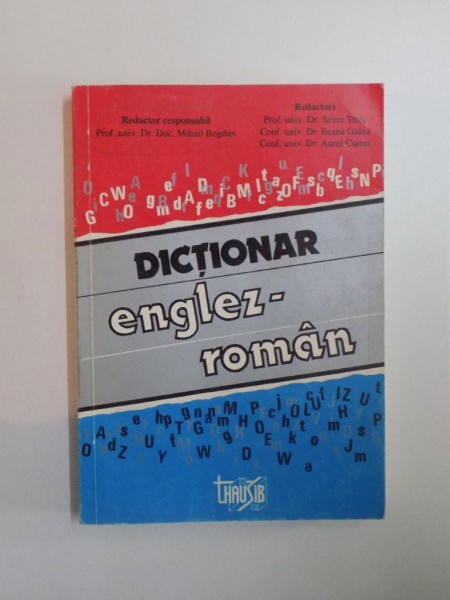 Redactor responsabil
Prof. univ. Dr. Doc. Mihail Bogdan
Redactori
Prof. univ. Dr. Sever Trifu
Conf. univ. Dr. Ileana Galea
Conf. univ. Dr. Aurel
DICȚIONAR
englez-
român
THAUSIB